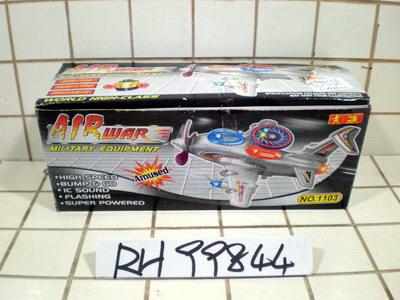 WORLD HIGH-CLASS
AIR WAR
MILITARY EQUIPMENT
Amused
•HIGH SPEED
•BUMP & GO
•IC SOUND
•FLASHING
•SUPER POWERED
NO.1103
RH 99844